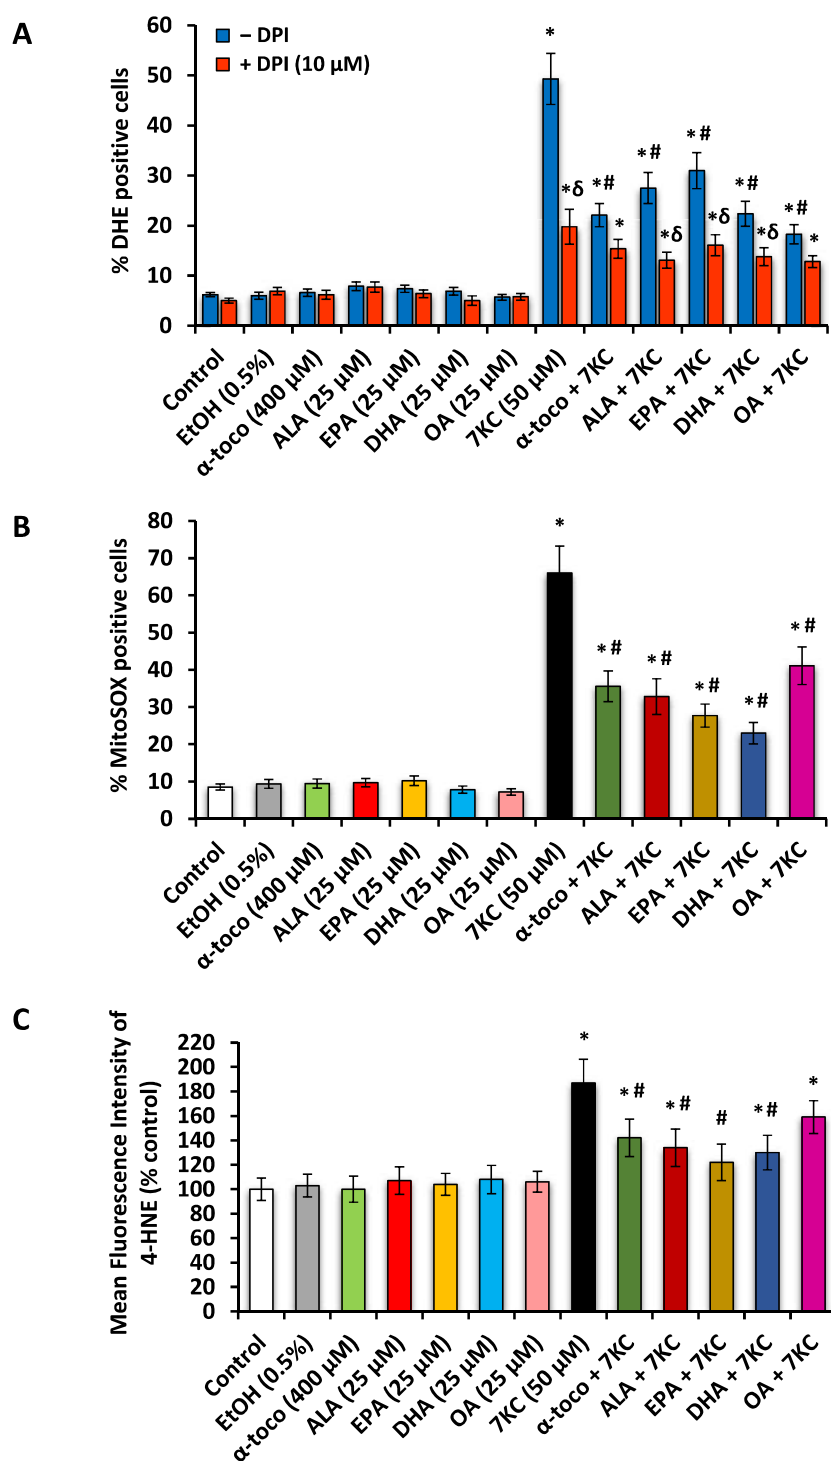 A
% DHE positive cells
60
50
40
30
20
10
0
– DPI
+ DPI (10 µM)
*
*δ
*#
*
*#
*δ
*#
*δ
*#
*δ
*#
*
Control
EtOH (0.5%)
α-toco (400 µM)
ALA (25 µM)
EPA (25 µM)
DHA (25 µM)
OA (25 µM)
7KC (50 µM)
α-toco + 7KC
ALA + 7KC
EPA + 7KC
DHA + 7KC
OA + 7KC
B
% MitoSOX positive cells
80
70
60
50
40
30
20
10
0
*
*#
*#
*#
*#
*#
Control
EtOH (0.5%)
α-toco (400 µM)
ALA (25 µM)
EPA (25 µM)
DHA (25 µM)
OA (25 µM)
7KC (50 µM)
α-toco + 7KC
ALA + 7KC
EPA + 7KC
DHA + 7KC
OA + 7KC
C
Mean Fluorescence Intensity of
4-HNE (% control)
220
200
180
160
140
120
100
80
60
40
20
0
*
*#
*#
#
*#
*
Control
EtOH (0.5%)
α-toco (400 µM)
ALA (25 µM)
EPA (25 µM)
DHA (25 µM)
OA (25 µM)
7KC (50 µM)
α-toco + 7KC
ALA + 7KC
EPA + 7KC
DHA + 7KC
OA + 7KC